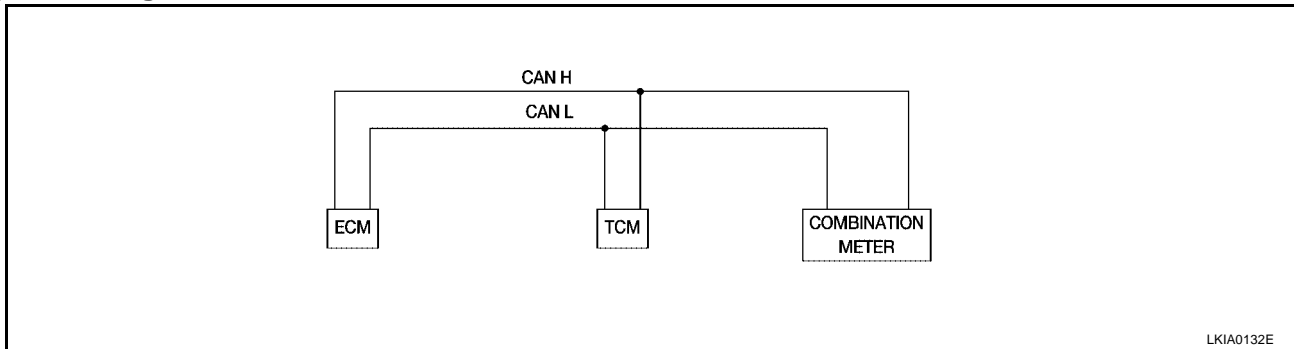 CAN H
CAN L
ECM
TCM
COMBINATION
METER
LKIA0132E